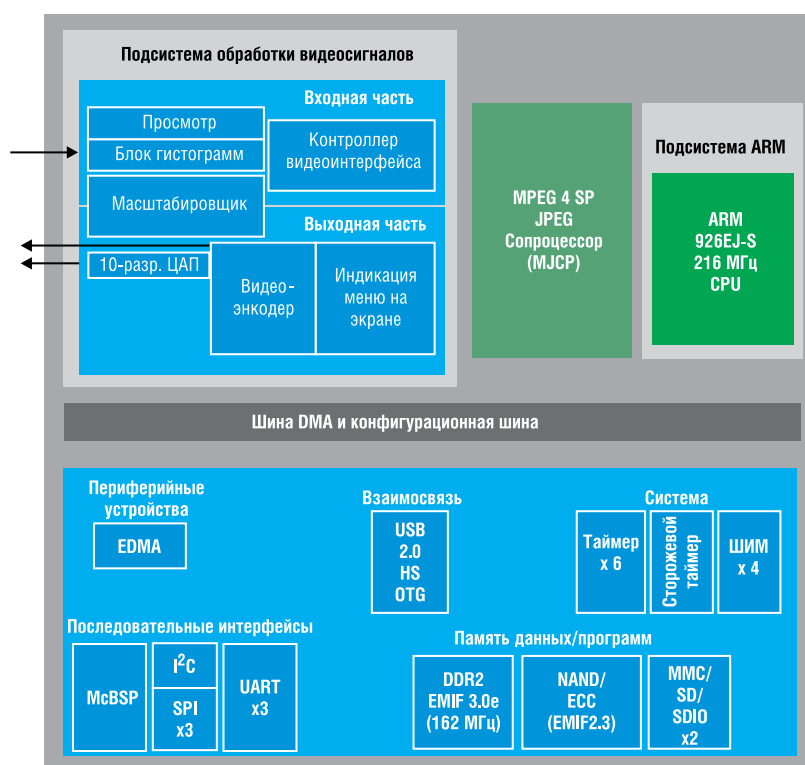 Подсистема обработки видеосигналов
Входная часть
Просмотр
Блок гистограмм
Контроллер
видеоинтерфейса
Масштабировщик
Выходная часть
10-разр. ЦАП
Видео-
энкодер
Индикация
меню на
экране
MPEG 4 SP
JPEG
Сопроцессор
(MJCP)
Подсистема ARM
ARM
926EJ-S
216 МГц
CPU
Шина DMA и конфигурационная шина
Периферийные
устройства
EDMA
Взаимосвязь
USB
2.0
HS
OTG
Система
Таймер
x 6
Сторожевой
таймер
ШИМ
x 4
Последовательные интерфейсы
McBSP
I²C
SPI
x3
UART
x3
Память данных/программ
DDR2
EMIF 3.0e
(162 МГц)
NAND/
ECC
(EMIF2.3)
MMC/
SD/
SDIO
x2